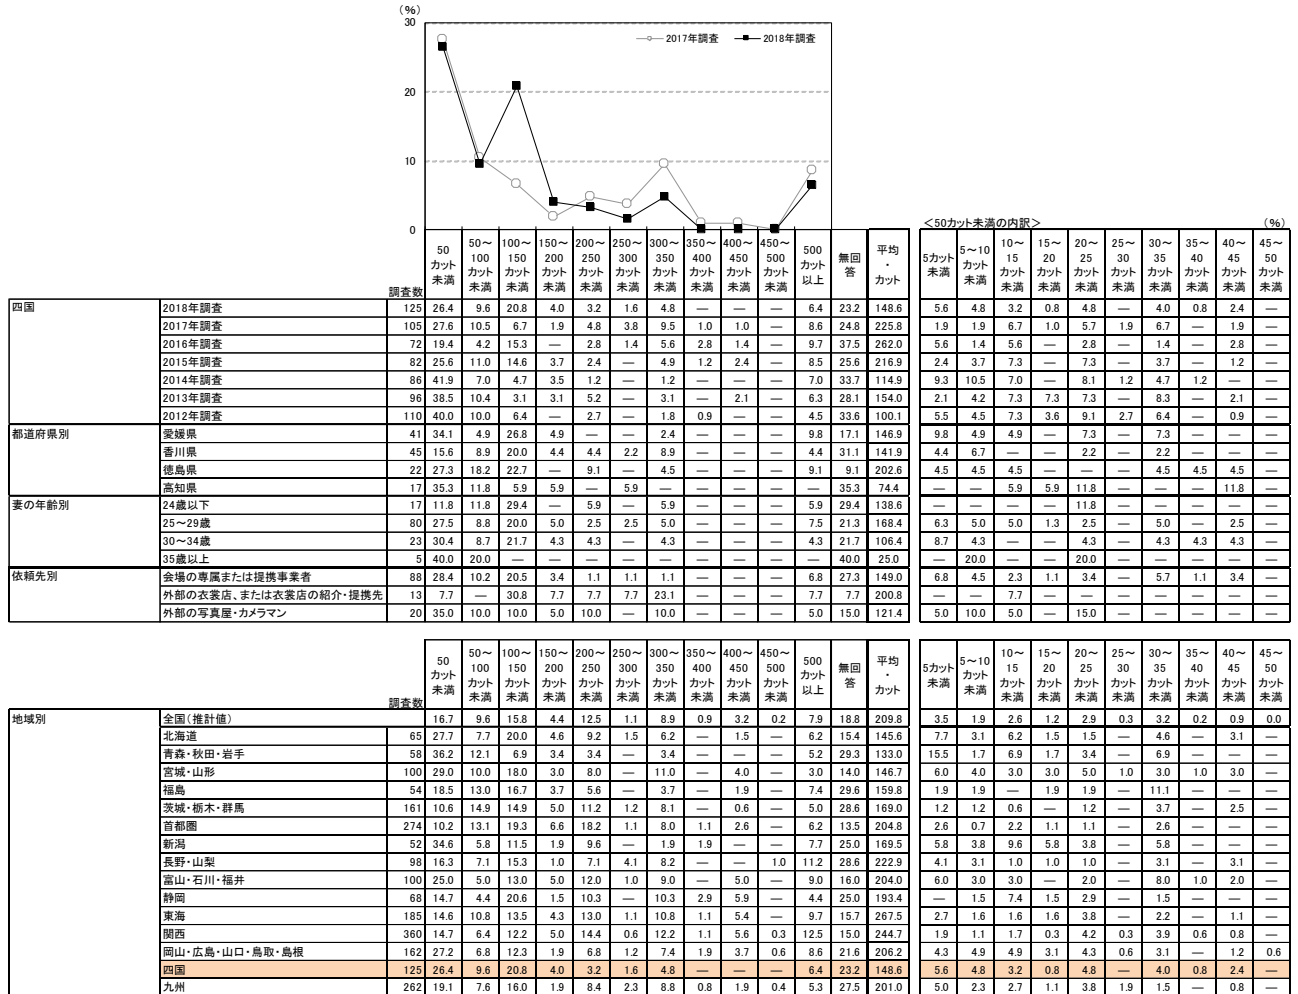 (％)
30
20
10
0
2017年調査 2018年調査
＜50カット未満の内訳＞ (％)
調査数 50カット未満 50～100カット未満 100～150カット未満 150～200カット未満 200～250カット未満 250～300カット未満 300～350カット未満 350～400カット未満 400～450カット未満 450～500カット未満 500カット以上 無回答 平均・カット 5カット未満 5～10カット未満 10～15カット未満 15～20カット未満 20～25カット未満 25～30カット未満 30～35カット未満 35～40カット未満 40～45カット未満 45～50カット未満
四国 2018年調査 125 26.4 9.6 20.8 4.0 3.2 1.6 4.8 — — — 6.4 23.2 148.6 5.6 4.8 3.2 0.8 4.8 — 4.0 0.8 2.4 —
2017年調査 105 27.6 10.5 6.7 1.9 4.8 3.8 9.5 1.0 1.0 — 8.6 24.8 225.8 1.9 1.9 6.7 1.0 5.7 1.9 6.7 — 1.9 —
2016年調査 72 19.4 4.2 15.3 — 2.8 1.4 5.6 2.8 1.4 — 9.7 37.5 262.0 5.6 1.4 5.6 — 2.8 — 1.4 — 2.8 —
2015年調査 82 25.6 11.0 14.6 3.7 2.4 — 4.9 1.2 2.4 — 8.5 25.6 216.9 2.4 3.7 7.3 — 7.3 — 3.7 — 1.2 —
2014年調査 86 41.9 7.0 4.7 3.5 1.2 — 1.2 — — — 7.0 33.7 114.9 9.3 10.5 7.0 — 8.1 1.2 4.7 1.2 — —
2013年調査 96 38.5 10.4 3.1 3.1 5.2 — 3.1 — 2.1 — 6.3 28.1 154.0 2.1 4.2 7.3 7.3 7.3 — 8.3 — 2.1 —
2012年調査 110 40.0 10.0 6.4 — 2.7 — 1.8 0.9 — — 4.5 33.6 100.1 5.5 4.5 7.3 3.6 9.1 2.7 6.4 — 0.9 —
都道府県別 愛媛県 41 34.1 4.9 26.8 4.9 — — 2.4 — — — 9.8 17.1 146.9 9.8 4.9 4.9 — 7.3 — 7.3 — — —
香川県 45 15.6 8.9 20.0 4.4 4.4 2.2 8.9 — — — 4.4 31.1 141.9 4.4 6.7 — — 2.2 — 2.2 — — —
徳島県 22 27.3 18.2 22.7 — 9.1 — 4.5 — — — 9.1 9.1 202.6 4.5 4.5 4.5 — — — 4.5 4.5 4.5 —
高知県 17 35.3 11.8 5.9 5.9 — 5.9 — — — — — 35.3 74.4 — — 5.9 5.9 11.8 — — — 11.8 —
妻の年齢別 24歳以下 17 11.8 11.8 29.4 — 5.9 — 5.9 — — — 5.9 29.4 138.6 — — — — 11.8 — — — — —
25～29歳 80 27.5 8.8 20.0 5.0 2.5 2.5 5.0 — — — 7.5 21.3 168.4 6.3 5.0 5.0 1.3 2.5 — 5.0 — 2.5 —
30～34歳 23 30.4 8.7 21.7 4.3 4.3 — 4.3 — — — 4.3 21.7 106.4 8.7 4.3 — — 4.3 — 4.3 4.3 4.3 —
35歳以上 5 40.0 20.0 — — — — — — — — — 40.0 25.0 — 20.0 — — 20.0 — — — — —
依頼先別 会場の専属または提携事業者 88 28.4 10.2 20.5 3.4 1.1 1.1 1.1 — — — 6.8 27.3 149.0 6.8 4.5 2.3 1.1 3.4 — 5.7 1.1 3.4 —
外部の衣裳店、または衣裳店の紹介・提携先 13 7.7 — 30.8 7.7 7.7 7.7 23.1 — — — 7.7 7.7 200.8 — — 7.7 — — — — — — —
外部の写真屋・カメラマン 20 35.0 10.0 10.0 5.0 10.0 — 10.0 — — — 5.0 15.0 121.4 5.0 10.0 5.0 — 15.0 — — — — —
調査数 50カット未満 50～100カット未満 100～150カット未満 150～200カット未満 200～250カット未満 250～300カット未満 300～350カット未満 350～400カット未満 400～450カット未満 450～500カット未満 500カット以上 無回答 平均・カット 5カット未満 5～10カット未満 10～15カット未満 15～20カット未満 20～25カット未満 25～30カット未満 30～35カット未満 35～40カット未満 40～45カット未満 45～50カット未満
地域別 全国（推計値） 16.7 9.6 15.8 4.4 12.5 1.1 8.9 0.9 3.2 0.2 7.9 18.8 209.8 3.5 1.9 2.6 1.2 2.9 0.3 3.2 0.2 0.9 0.0
北海道 65 27.7 7.7 20.0 4.6 9.2 1.5 6.2 — 1.5 — 6.2 15.4 145.6 7.7 3.1 6.2 1.5 1.5 — 4.6 — 3.1 —
青森・秋田・岩手 58 36.2 12.1 6.9 3.4 3.4 — 3.4 — — — 5.2 29.3 133.0 15.5 1.7 6.9 1.7 3.4 — 6.9 — — —
宮城・山形 100 29.0 10.0 18.0 3.0 8.0 — 11.0 — 4.0 — 3.0 14.0 146.7 6.0 4.0 3.0 3.0 5.0 1.0 3.0 1.0 3.0 —
福島 54 18.5 13.0 16.7 3.7 5.6 — 3.7 — 1.9 — 7.4 29.6 159.8 1.9 1.9 — 1.9 1.9 — 11.1 — — —
茨城・栃木・群馬 161 10.6 14.9 14.9 5.0 11.2 1.2 8.1 — 0.6 — 5.0 28.6 169.0 1.2 1.2 0.6 — 1.2 — 3.7 — 2.5 —
首都圏 274 10.2 13.1 19.3 6.6 18.2 1.1 8.0 1.1 2.6 — 6.2 13.5 204.8 2.6 0.7 2.2 1.1 1.1 — 2.6 — — —
新潟 52 34.6 5.8 11.5 1.9 9.6 — 1.9 1.9 — — 7.7 25.0 169.5 5.8 3.8 9.6 5.8 3.8 — 5.8 — — —
長野・山梨 98 16.3 7.1 15.3 1.0 7.1 4.1 8.2 — — 1.0 11.2 28.6 222.9 4.1 3.1 1.0 1.0 1.0 — 3.1 — 3.1 —
富山・石川・福井 100 25.0 5.0 13.0 5.0 12.0 1.0 9.0 — 5.0 — 9.0 16.0 204.0 6.0 3.0 3.0 — 2.0 — 8.0 1.0 2.0 —
静岡 68 14.7 4.4 20.6 1.5 10.3 — 10.3 2.9 5.9 — 4.4 25.0 193.4 — 1.5 7.4 1.5 2.9 — 1.5 — — —
東海 185 14.6 10.8 13.5 4.3 13.0 1.1 10.8 1.1 5.4 — 9.7 15.7 267.5 2.7 1.6 1.6 1.6 3.8 — 2.2 — 1.1 —
関西 360 14.7 6.4 12.2 5.0 14.4 0.6 12.2 1.1 5.6 0.3 12.5 15.0 244.7 1.9 1.1 1.7 0.3 4.2 0.3 3.9 0.6 0.8 —
岡山・広島・山口・鳥取・島根 162 27.2 6.8 12.3 1.9 6.8 1.2 7.4 1.9 3.7 0.6 8.6 21.6 206.2 4.3 4.9 4.9 3.1 4.3 0.6 3.1 — 1.2 0.6
四国 125 26.4 9.6 20.8 4.0 3.2 1.6 4.8 — — — 6.4 23.2 148.6 5.6 4.8 3.2 0.8 4.8 — 4.0 0.8 2.4 —
九州 262 19.1 7.6 16.0 1.9 8.4 2.3 8.8 0.8 1.9 0.4 5.3 27.5 201.0 5.0 2.3 2.7 1.1 3.8 1.9 1.5 — 0.8 —